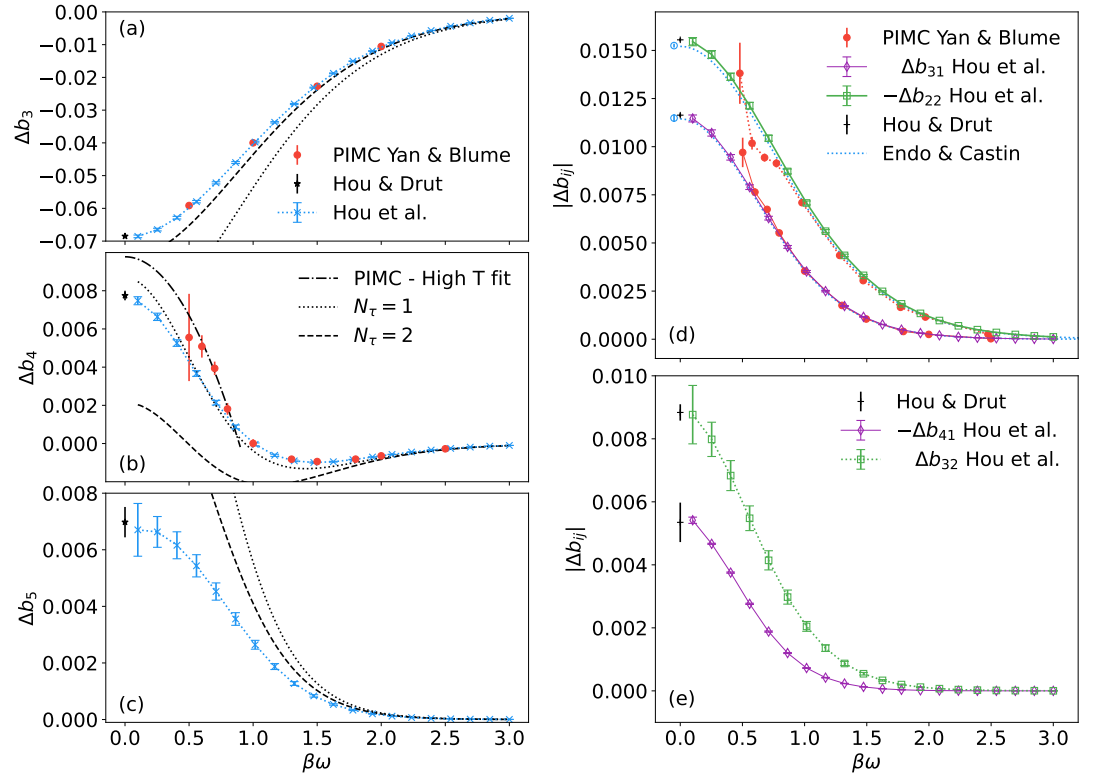 (a)
0.00
−0.01
−0.02
−0.03
−0.04
−0.05
−0.06
−0.07
Δb3
PIMC Yan & Blume
Hou & Drut
Hou et al.
(b)
0.008
0.006
0.004
0.002
0.000
Δb4
PIMC - High T fit
Nτ = 1
Nτ = 2
(c)
0.008
0.006
0.004
0.002
0.000
Δb5
0.0 0.5 1.0 1.5 2.0 2.5 3.0
βω
(d)
0.0150
0.0125
0.0100
0.0075
0.0050
0.0025
0.0000
|Δbij|
PIMC Yan & Blume
Δb31 Hou et al.
−Δb22 Hou et al.
Hou & Drut
Endo & Castin
(e)
0.010
0.008
0.006
0.004
0.002
0.000
−0.001
|Δbij|
Hou & Drut
−Δb41 Hou et al.
Δb32 Hou et al.
0.0 0.5 1.0 1.5 2.0 2.5 3.0
βω